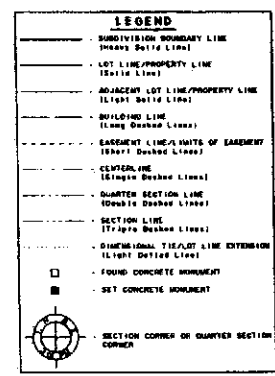 LEGEND
- SUBDIVISION BOUNDARY LINE
(Heavy Solid Line)
- LOT LINE/PROPERTY LINE
(Solid Line)
- ADJACENT LOT LINE/PROPERTY LINE
(Light Solid Line)
- BUILDING LINE
(Long Dashed Lines)
- EASEMENT LINE/LIMITS OF EASEMENT
(Short Dashed Lines)
- CENTERLINE
(Single Dashed Lines)
- QUARTER SECTION LINE
(Double Dashed Lines)
- SECTION LINE
(Triple Dashed Lines)
- DIMENSIONAL TIE/LOT LINE EXTENSION
(Light Dotted Line)
- FOUND CONCRETE MONUMENT
- SET CONCRETE MONUMENT
- SECTION CORNER OR QUARTER SECTION
CORNER